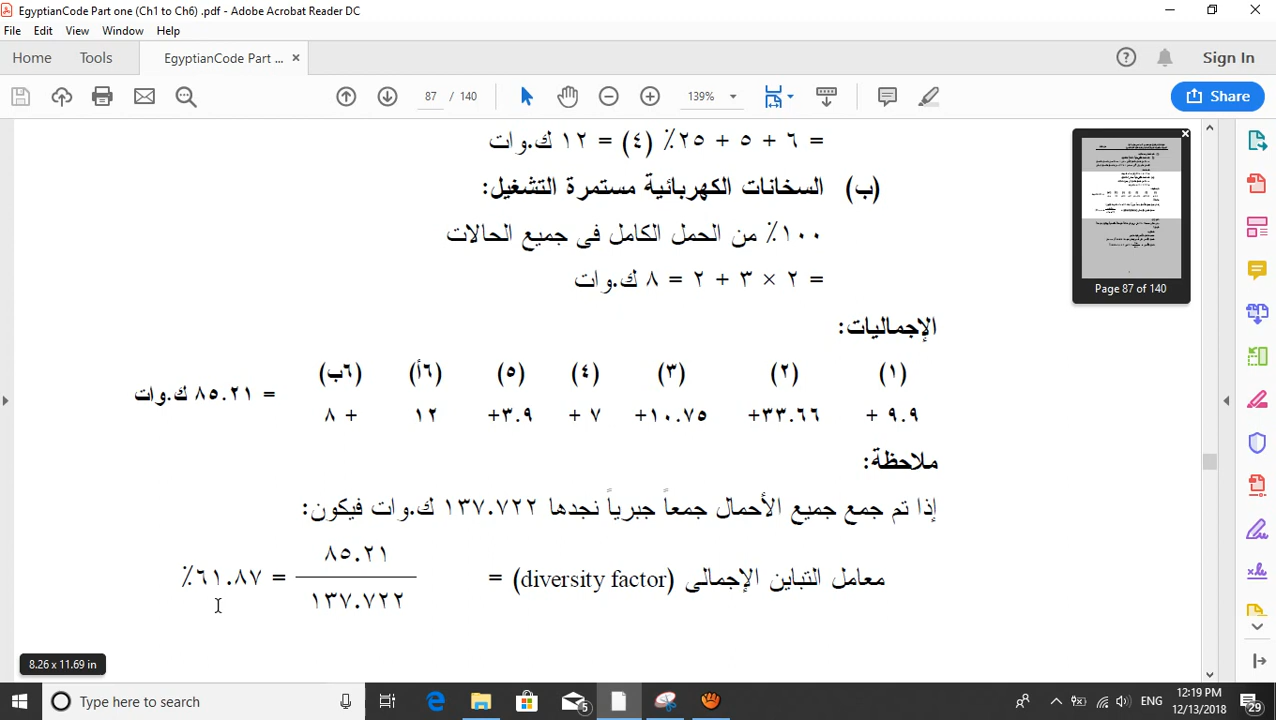 EgyptianCode Part one (Ch1 to Ch6) .pdf - Adobe Acrobat Reader DC
File Edit View Window Help
Home Tools EgyptianCode Part ... × Sign In
87 / 140 139% Share
= ٦ + ٥ + ٢٥٪ (٤) = ١٢ ك.وات
(ب) السخانات الكهربائية مستمرة التشغيل:
١٠٠٪ من الحمل الكامل فى جميع الحالات
= ٢ × ٣ + ٢ = ٨ ك.وات
الإجماليات:
(١) (٢) (٣) (٤) (٥) (٦أ) (٦ب)
٩.٩ + ٣٣.٦٦+ ١٠.٧٥+ ٧ + ٣.٩+ ١٢ + ٨ = ٨٥.٢١ ك.وات
ملاحظة:
إذا تم جمع جميع الأحمال جمعاً جبرياً نجدها ١٣٧.٧٢٢ ك.وات فيكون:
معامل التباين الإجمالى (diversity factor) = ٨٥.٢١ / ١٣٧.٧٢٢ = ٦١.٨٧٪
Page 87 of 140
8.26 x 11.69 in
Type here to search
5
ENG
12:19 PM
12/13/2018
29